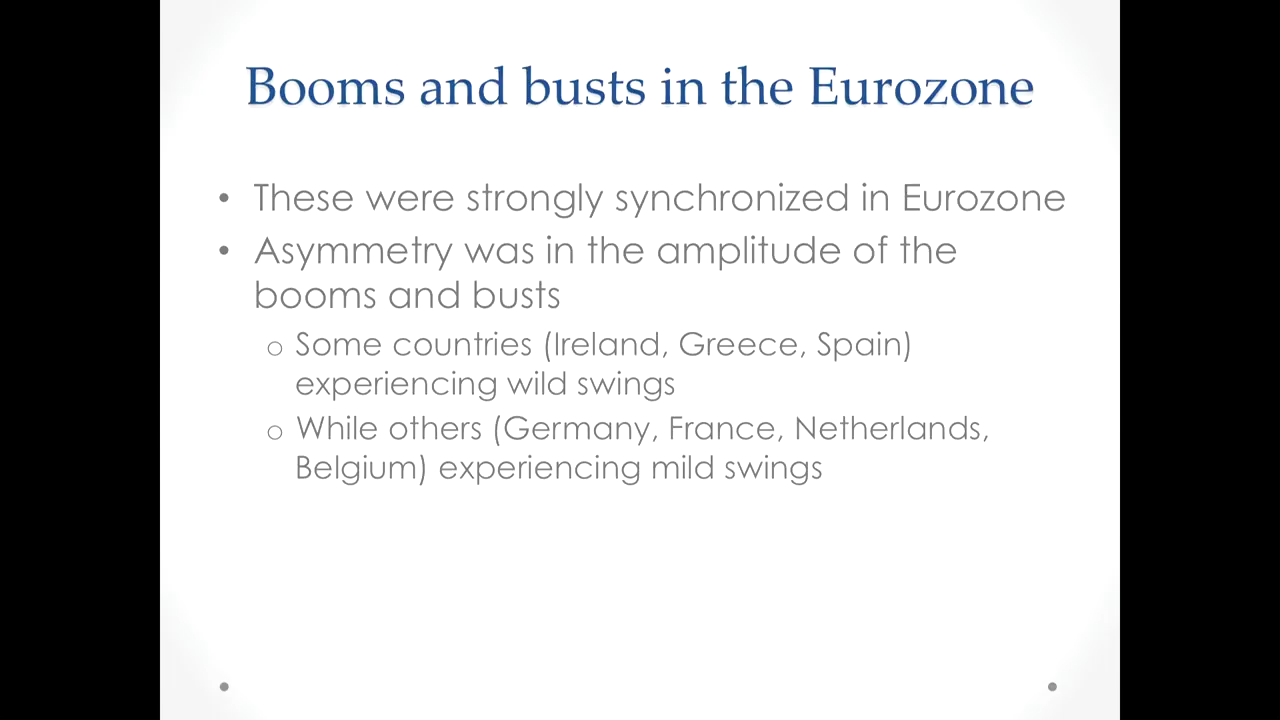 Booms and busts in the Eurozone
• These were strongly synchronized in Eurozone
• Asymmetry was in the amplitude of the
booms and busts
o Some countries (Ireland, Greece, Spain)
experiencing wild swings
o While others (Germany, France, Netherlands,
Belgium) experiencing mild swings